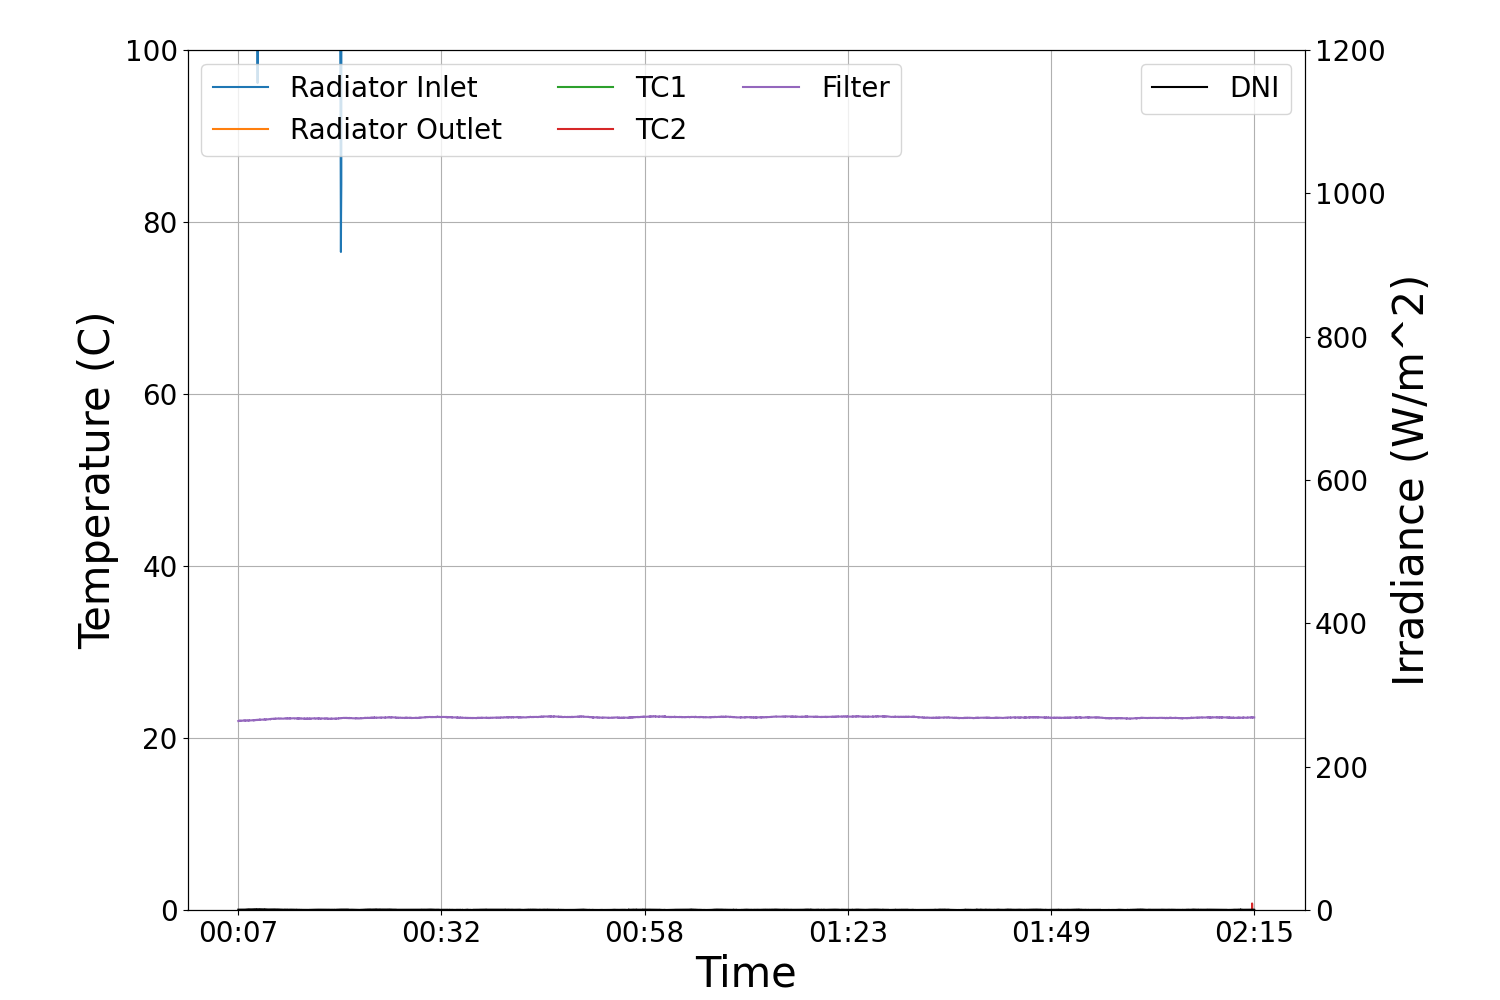 100
80
60
40
20
0
Temperature (C)
Radiator Inlet
Radiator Outlet
TC1
TC2
Filter
DNI
1200
1000
800
600
400
200
0
Irradiance (W/m^2)
00:07 00:32 00:58 01:23 01:49 02:15
Time